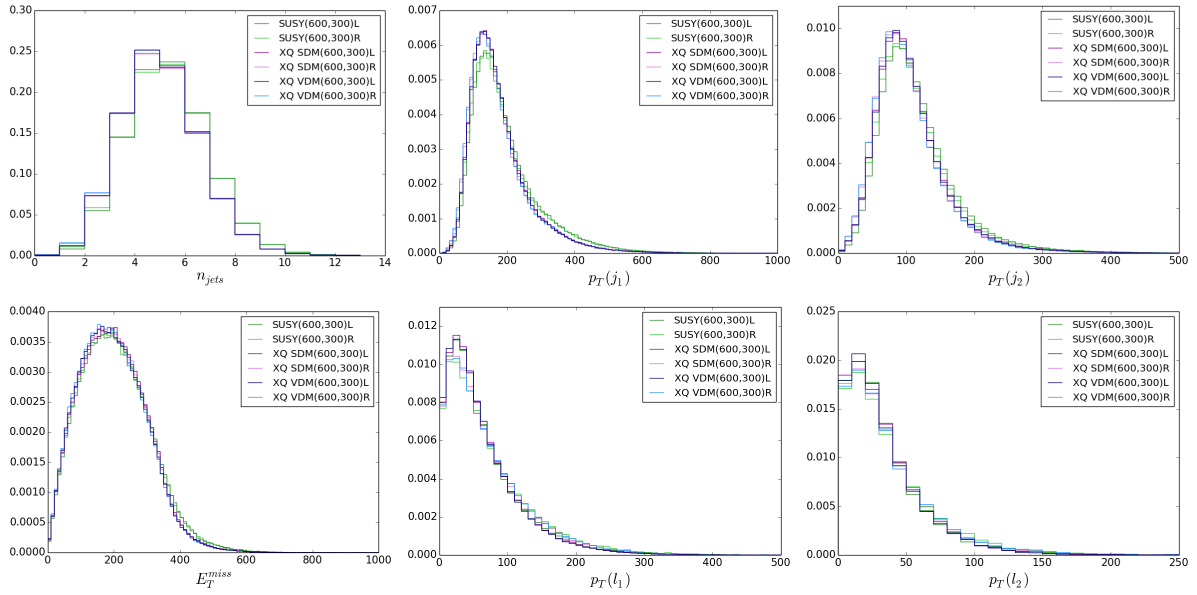 0.30
0.25
0.20
0.15
0.10
0.05
0.00
0 2 4 6 8 10 12 14
n_jets
SUSY(600,300)L
SUSY(600,300)R
XQ SDM(600,300)L
XQ SDM(600,300)R
XQ VDM(600,300)L
XQ VDM(600,300)R
0.007
0.006
0.005
0.004
0.003
0.002
0.001
0.000
0 200 400 600 800 1000
p_T(j_1)
SUSY(600,300)L
SUSY(600,300)R
XQ SDM(600,300)L
XQ SDM(600,300)R
XQ VDM(600,300)L
XQ VDM(600,300)R
0.010
0.008
0.006
0.004
0.002
0.000
0 100 200 300 400 500
p_T(j_2)
SUSY(600,300)L
SUSY(600,300)R
XQ SDM(600,300)L
XQ SDM(600,300)R
XQ VDM(600,300)L
XQ VDM(600,300)R
0.0040
0.0035
0.0030
0.0025
0.0020
0.0015
0.0010
0.0005
0.0000
0 200 400 600 800 1000
E_T^miss
SUSY(600,300)L
SUSY(600,300)R
XQ SDM(600,300)L
XQ SDM(600,300)R
XQ VDM(600,300)L
XQ VDM(600,300)R
0.012
0.010
0.008
0.006
0.004
0.002
0.000
0 100 200 300 400 500
p_T(l_1)
SUSY(600,300)L
SUSY(600,300)R
XQ SDM(600,300)L
XQ SDM(600,300)R
XQ VDM(600,300)L
XQ VDM(600,300)R
0.025
0.020
0.015
0.010
0.005
0.000
0 50 100 150 200 250
p_T(l_2)
SUSY(600,300)L
SUSY(600,300)R
XQ SDM(600,300)L
XQ SDM(600,300)R
XQ VDM(600,300)L
XQ VDM(600,300)R